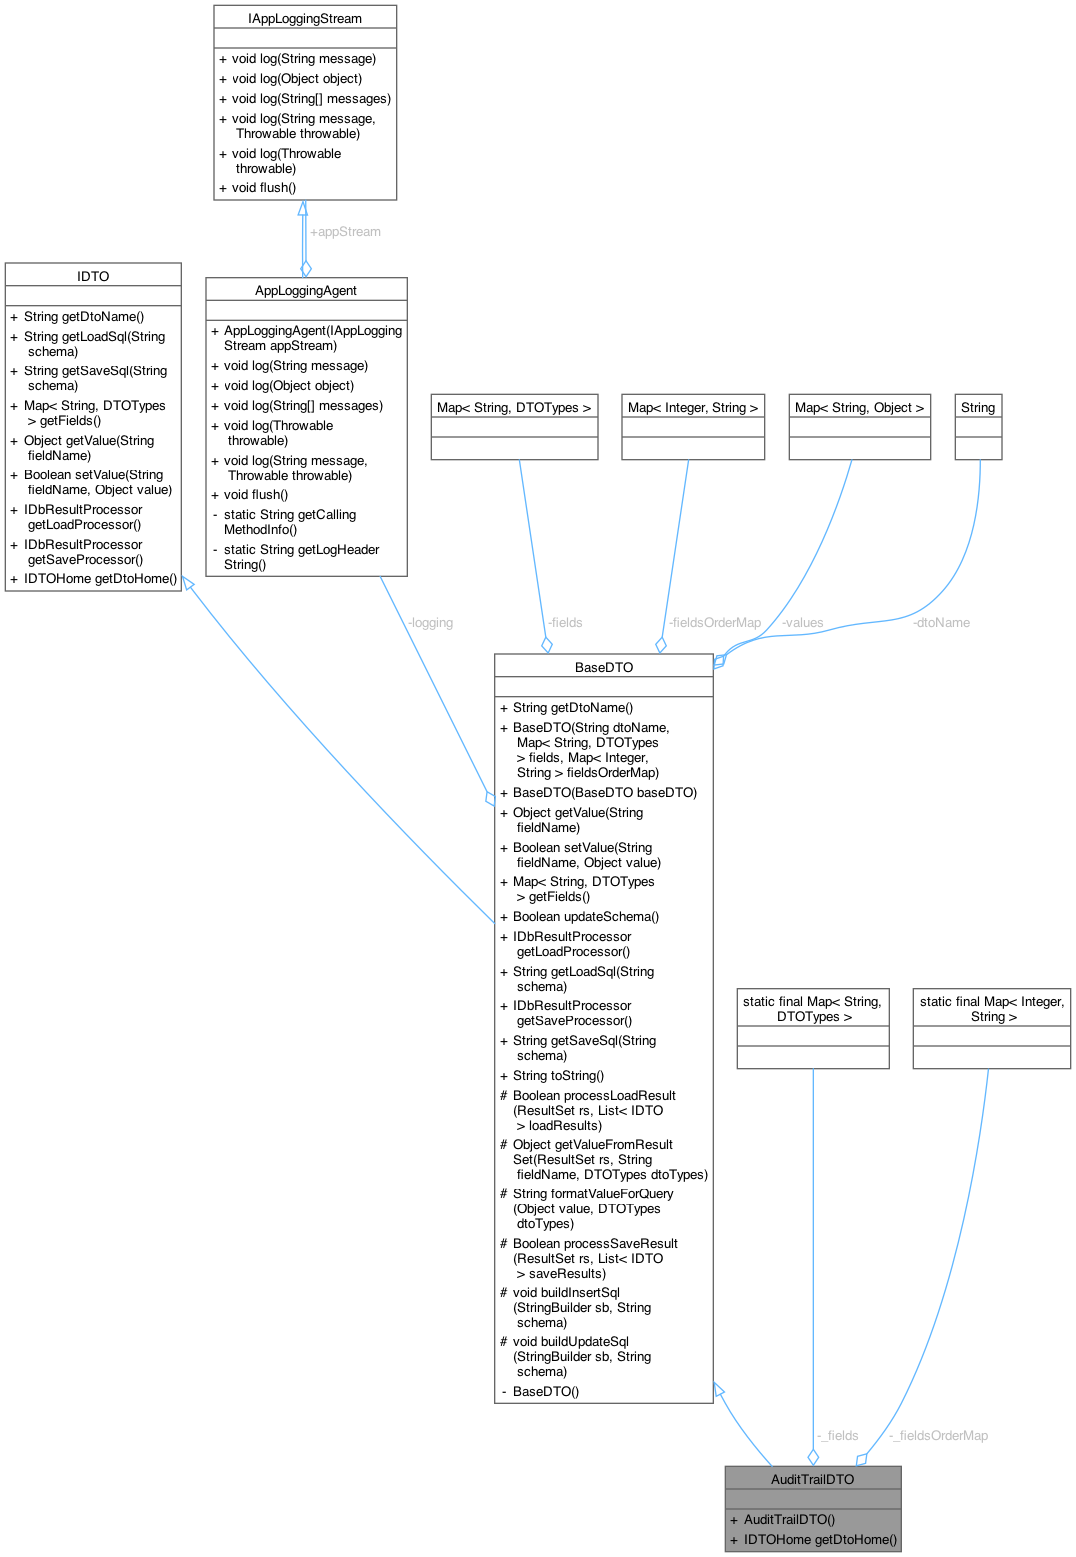 IAppLoggingStream
+ void log(String message)
+ void log(Object object)
+ void log(String[] messages)
+ void log(String message,
Throwable throwable)
+ void log(Throwable
throwable)
+ void flush()
+appStream
IDTO
+ String getDtoName()
+ String getLoadSql(String
schema)
+ String getSaveSql(String
schema)
+ Map< String, DTOTypes
> getFields()
+ Object getValue(String
fieldName)
+ Boolean setValue(String
fieldName, Object value)
+ IDbResultProcessor
getLoadProcessor()
+ IDbResultProcessor
getSaveProcessor()
+ IDTOHome getDtoHome()
AppLoggingAgent
+ AppLoggingAgent(IAppLogging
Stream appStream)
+ void log(String message)
+ void log(Object object)
+ void log(String[] messages)
+ void log(Throwable
throwable)
+ void log(String message,
Throwable throwable)
+ void flush()
- static String getCalling
MethodInfo()
- static String getLogHeader
String()
Map< String, DTOTypes >
Map< Integer, String >
Map< String, Object >
String
-logging
-fields
-fieldsOrderMap
-values
-dtoName
BaseDTO
+ String getDtoName()
+ BaseDTO(String dtoName,
Map< String, DTOTypes
> fields, Map< Integer,
String > fieldsOrderMap)
+ BaseDTO(BaseDTO baseDTO)
+ Object getValue(String
fieldName)
+ Boolean setValue(String
fieldName, Object value)
+ Map< String, DTOTypes
> getFields()
+ Boolean updateSchema()
+ IDbResultProcessor
getLoadProcessor()
+ String getLoadSql(String
schema)
+ IDbResultProcessor
getSaveProcessor()
+ String getSaveSql(String
schema)
+ String toString()
# Boolean processLoadResult
(ResultSet rs, List< IDTO
> loadResults)
# Object getValueFromResult
Set(ResultSet rs, String
fieldName, DTOTypes dtoTypes)
# String formatValueForQuery
(Object value, DTOTypes
dtoTypes)
# Boolean processSaveResult
(ResultSet rs, List< IDTO
> saveResults)
# void buildInsertSql
(StringBuilder sb, String
schema)
# void buildUpdateSql
(StringBuilder sb, String
schema)
- BaseDTO()
static final Map< String,
DTOTypes >
static final Map< Integer,
String >
-_fields
-_fieldsOrderMap
AuditTrailDTO
+ AuditTrailDTO()
+ IDTOHome getDtoHome()